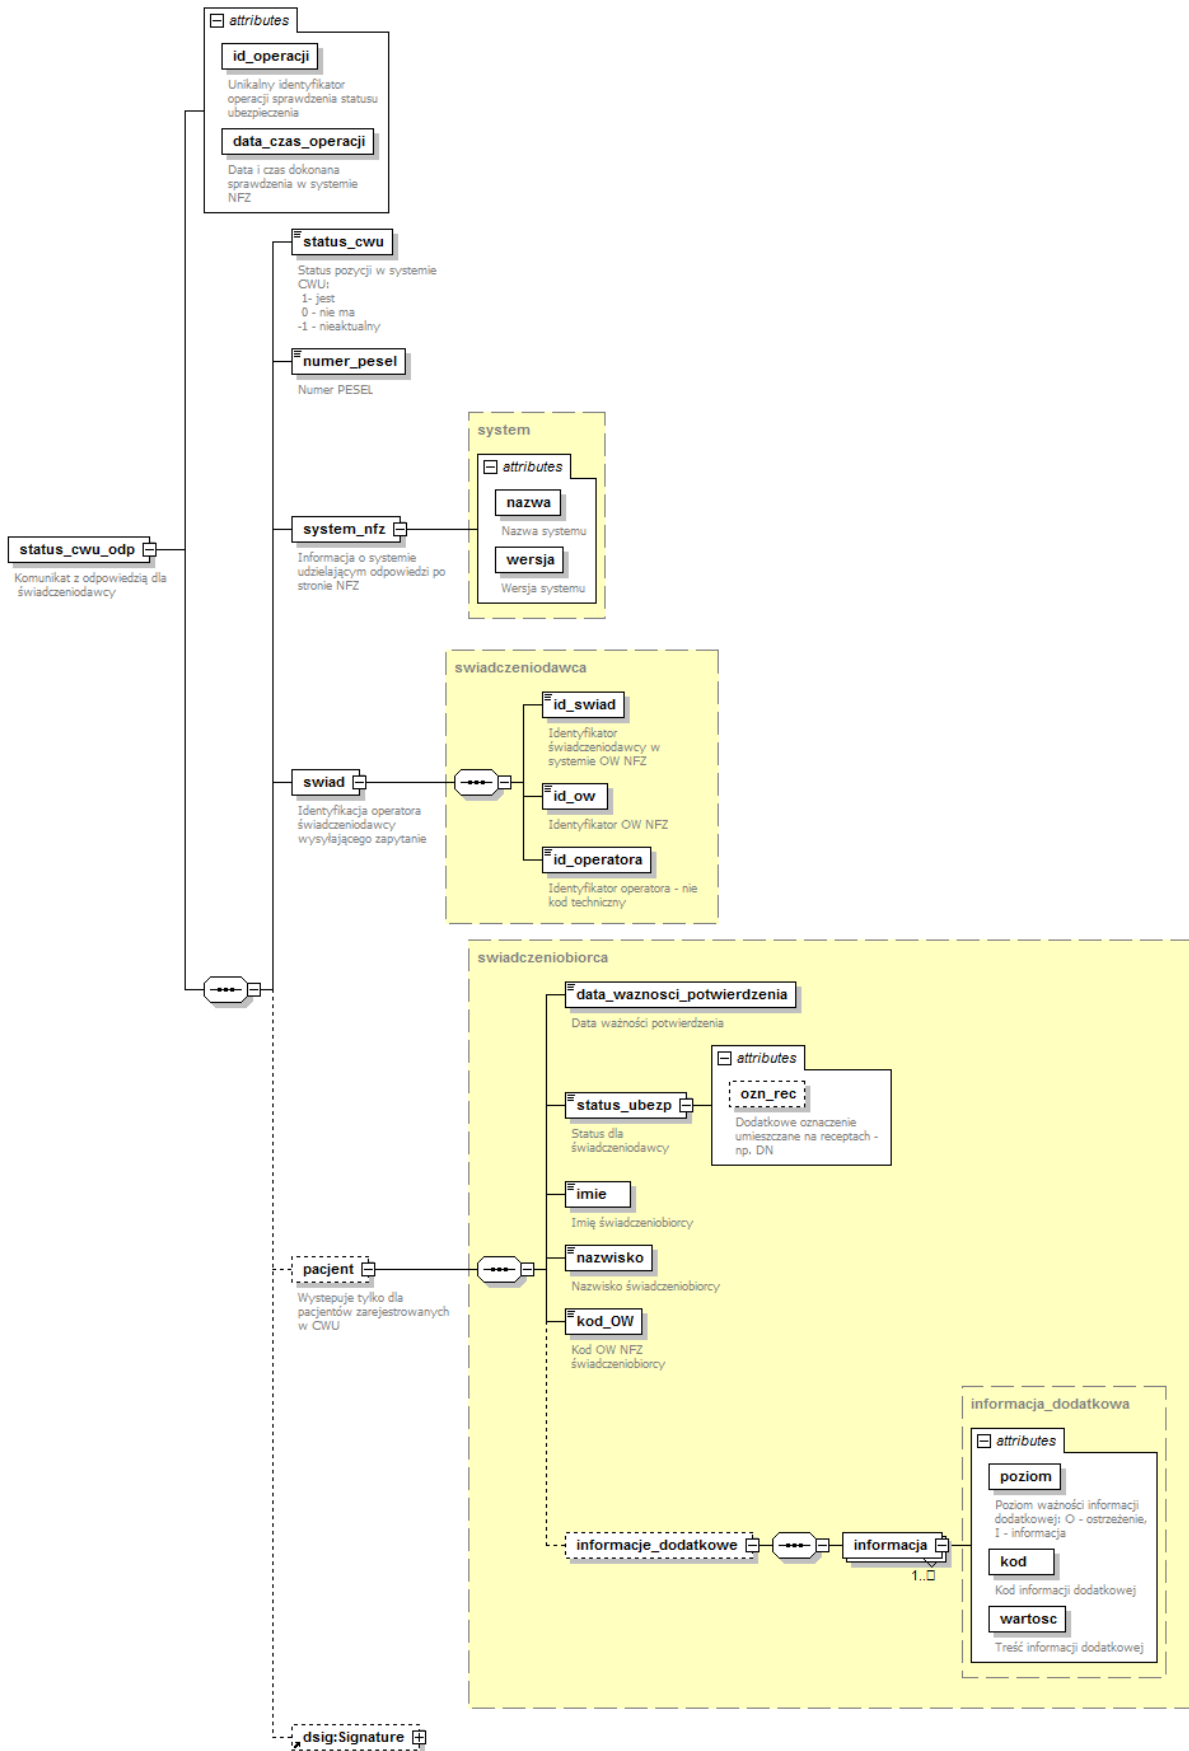 attributes
id_operacji
Unikalny identyfikator
operacji sprawdzenia statusu
ubezpieczenia
data_czas_operacji
Data i czas dokonana
sprawdzenia w systemie
NFZ
status_cwu
Status pozycji w systemie
CWU:
1- jest
0 - nie ma
-1 - nieaktualny
numer_pesel
Numer PESEL
system
attributes
nazwa
Nazwa systemu
wersja
Wersja systemu
system_nfz
Informacja o systemie
udzielającym odpowiedzi po
stronie NFZ
status_cwu_odp
Komunikat z odpowiedzią dla
świadczeniodawcy
swiadczeniodawca
id_swiad
Identyfikator
świadczeniodawcy w
systemie OW NFZ
swiad
Identyfikacja operatora
świadczeniodawcy
wysyłającego zapytanie
id_ow
Identyfikator OW NFZ
id_operatora
Identyfikator operatora - nie
kod techniczny
swiadczeniobiorca
data_waznosci_potwierdzenia
Data ważności potwierdzenia
status_ubezp
Status dla
świadczeniodawcy
attributes
ozn_rec
Dodatkowe oznaczenie
umieszczane na receptach -
np. DN
imie
Imię świadczeniobiorcy
nazwisko
Nazwisko świadczeniobiorcy
pacjent
Wystepuje tylko dla
pacjentów zarejestrowanych
w CWU
kod_OW
Kod OW NFZ
świadczeniobiorcy
informacja_dodatkowa
attributes
poziom
Poziom ważności informacji
dodatkowej: O - ostrzeżenie,
I - informacja
informacje_dodatkowe
informacja
1..□
kod
Kod informacji dodatkowej
wartosc
Treść informacji dodatkowej
dsig:Signature